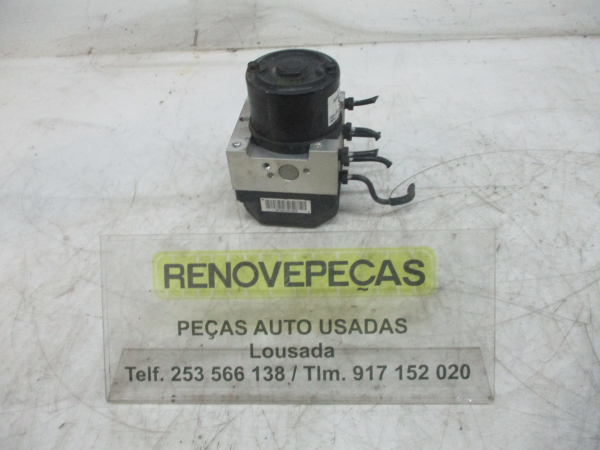 RENOVEPEÇAS
PEÇAS AUTO USADAS
Lousada
Telf. 253 566 138 / Tlm. 917 152 020